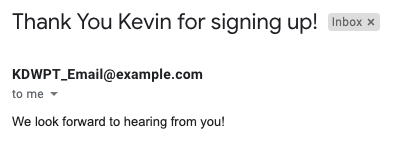 Thank You Kevin for signing up! Inbox ×
KDWPT_Email@example.com
to me
We look forward to hearing from you!